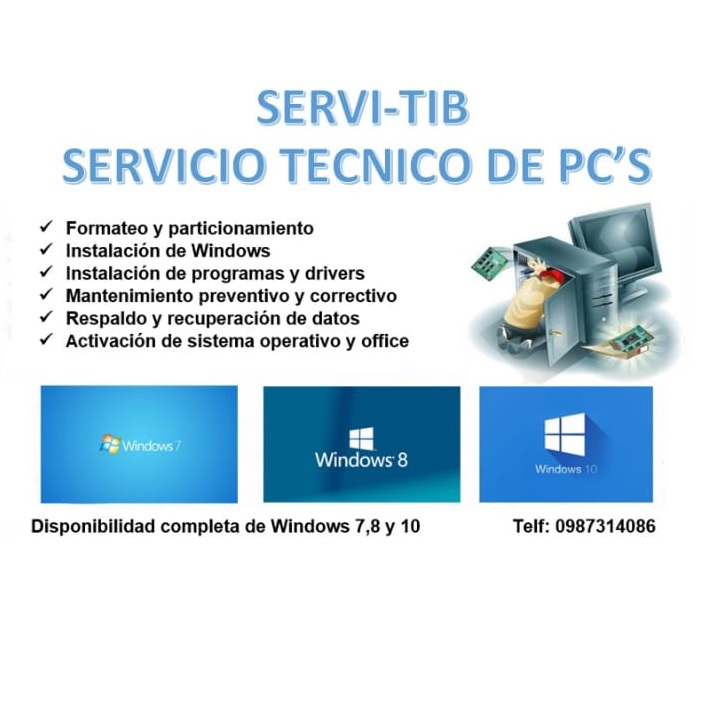 SERVI-TIB
SERVICIO TECNICO DE PC’S
✓ Formateo y particionamiento
✓ Instalación de Windows
✓ Instalación de programas y drivers
✓ Mantenimiento preventivo y correctivo
✓ Respaldo y recuperación de datos
✓ Activación de sistema operativo y office
Windows 7
Windows 8
Windows 10
Disponibilidad completa de Windows 7,8 y 10
Telf: 0987314086